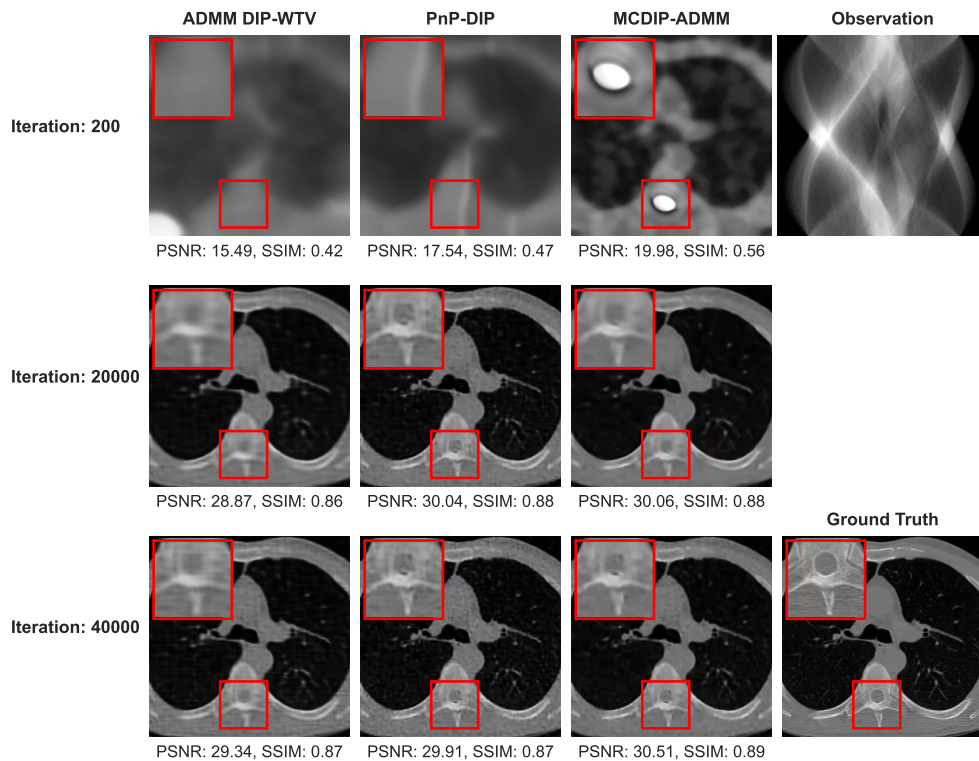 ADMM DIP-WTV PnP-DIP MCDIP-ADMM Observation
Iteration: 200
PSNR: 15.49, SSIM: 0.42 PSNR: 17.54, SSIM: 0.47 PSNR: 19.98, SSIM: 0.56
Iteration: 20000
PSNR: 28.87, SSIM: 0.86 PSNR: 30.04, SSIM: 0.88 PSNR: 30.06, SSIM: 0.88
Ground Truth
Iteration: 40000
PSNR: 29.34, SSIM: 0.87 PSNR: 29.91, SSIM: 0.87 PSNR: 30.51, SSIM: 0.89